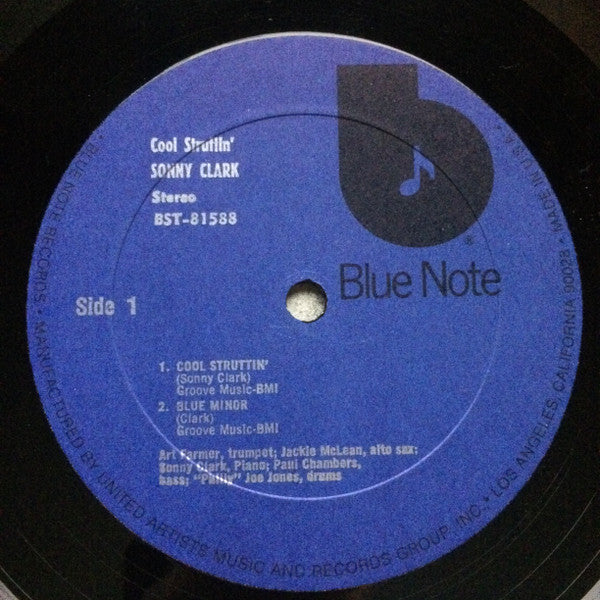 Cool Struttin'
SONNY CLARK
Stereo
BST-81588
®
Blue Note
Side 1
1. COOL STRUTTIN'
(Sonny Clark)
Groove Music-BMI
2. BLUE MINOR
(Clark)
Groove Music-BMI
Art Farmer, trumpet; Jackie McLean, alto sax;
Sonny Clark, Piano; Paul Chambers,
bass; "Philly" Joe Jones, drums
BLUE NOTE RECORDS • MANUFACTURED BY UNITED ARTISTS MUSIC AND RECORDS GROUP, INC. • LOS ANGELES, CALIFORNIA 90028 • MADE IN U.S.A. •